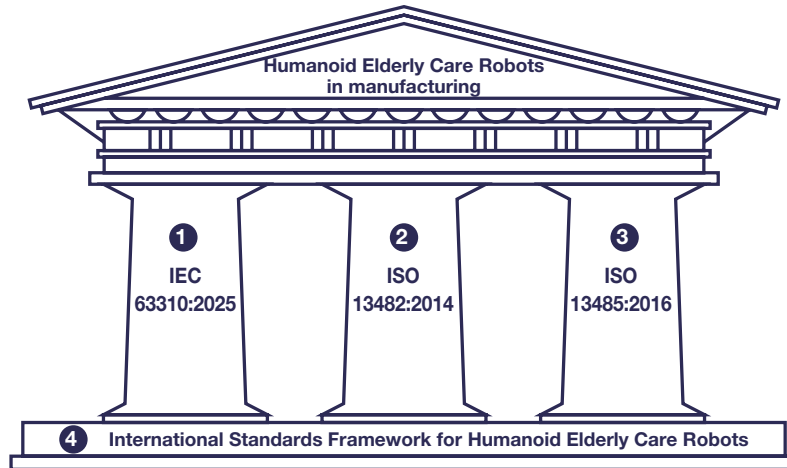 Humanoid Elderly Care Robots
in manufacturing
1
IEC
63310:2025
2
ISO
13482:2014
3
ISO
13485:2016
4 International Standards Framework for Humanoid Elderly Care Robots